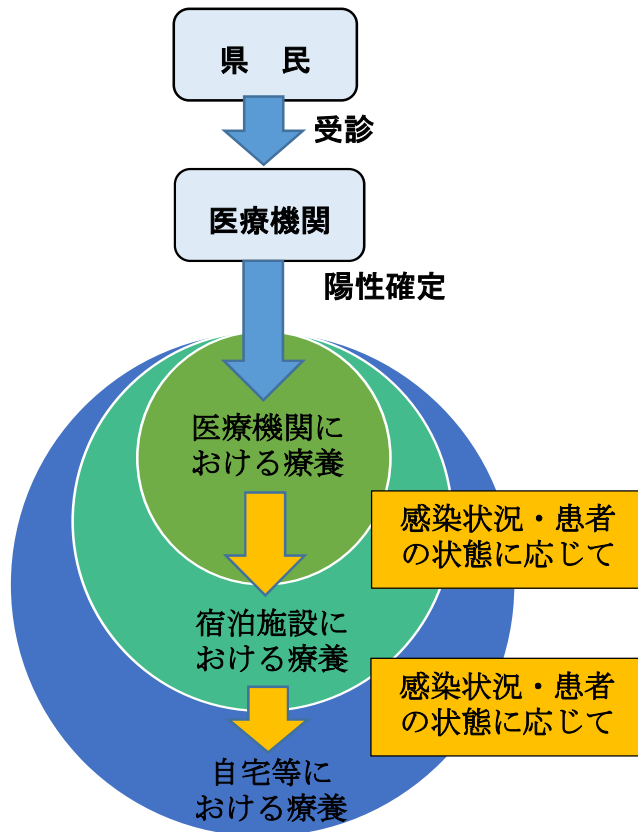 県　民
受診
医療機関
陽性確定
医療機関に
おける療養
感染状況・患者
の状態に応じて
宿泊施設に
おける療養
感染状況・患者
の状態に応じて
自宅等に
おける療養